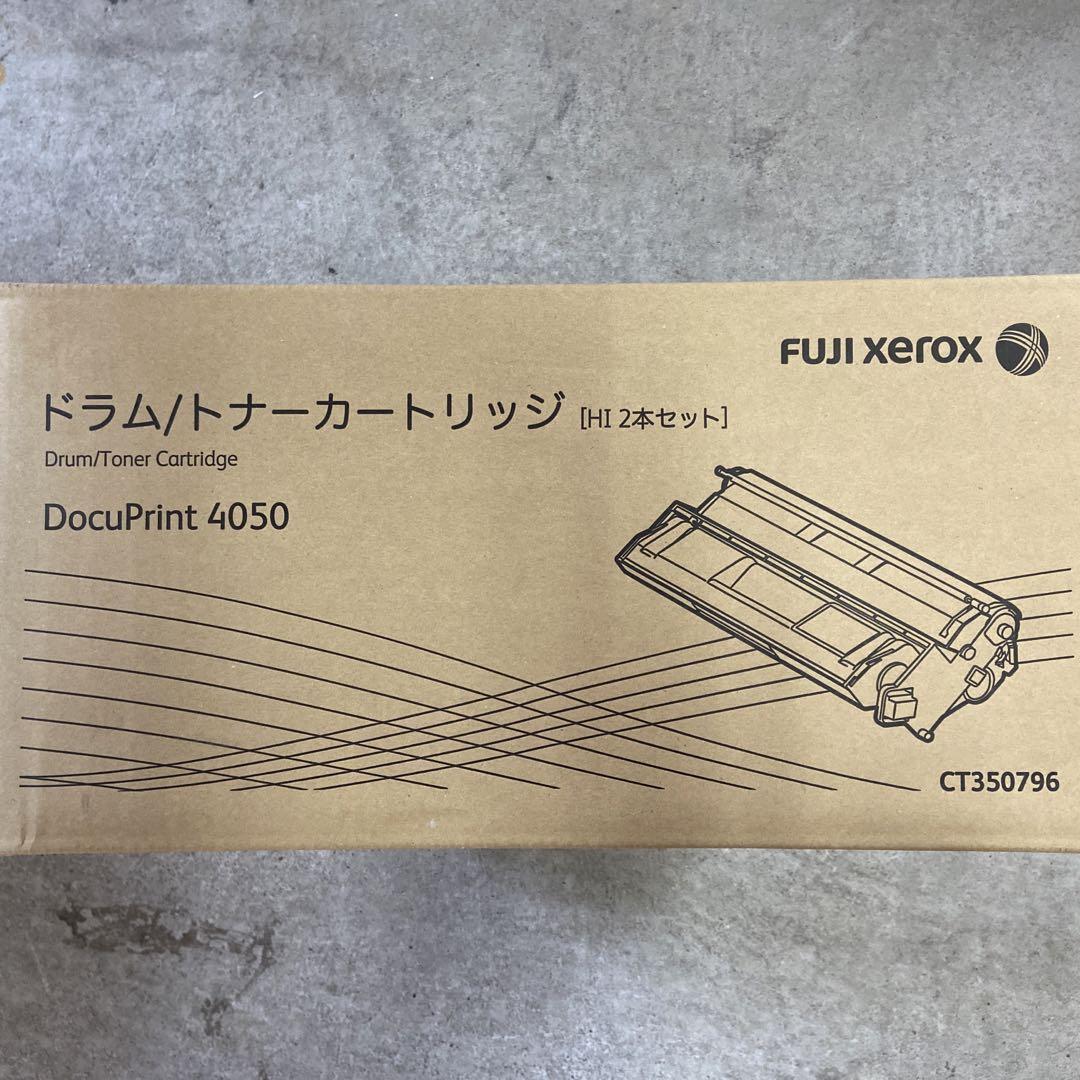 FUJI xerox
ドラム/トナーカートリッジ [HI 2本セット]
Drum/Toner Cartridge
DocuPrint 4050
CT350796